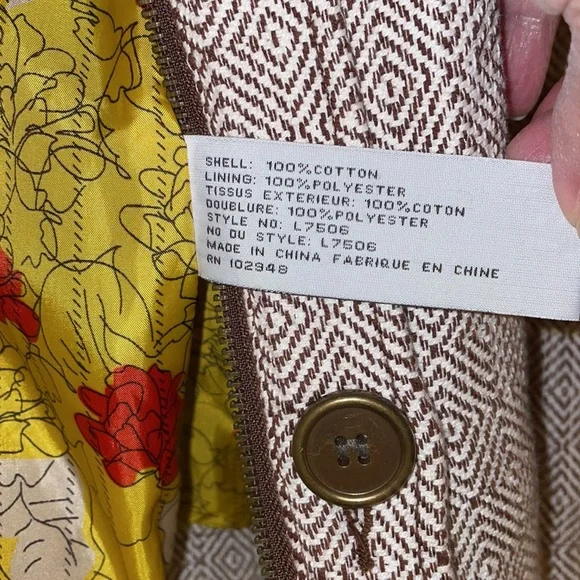 SHELL: 100%COTTON
LINING: 100%POLYESTER
TISSUS EXTERIEUR: 100%COTON
DOUBLURE: 100%POLYESTER
STYLE NO: L7506
NO DU STYLE: L7506
MADE IN CHINA FABRIQUE EN CHINE
RN 102948